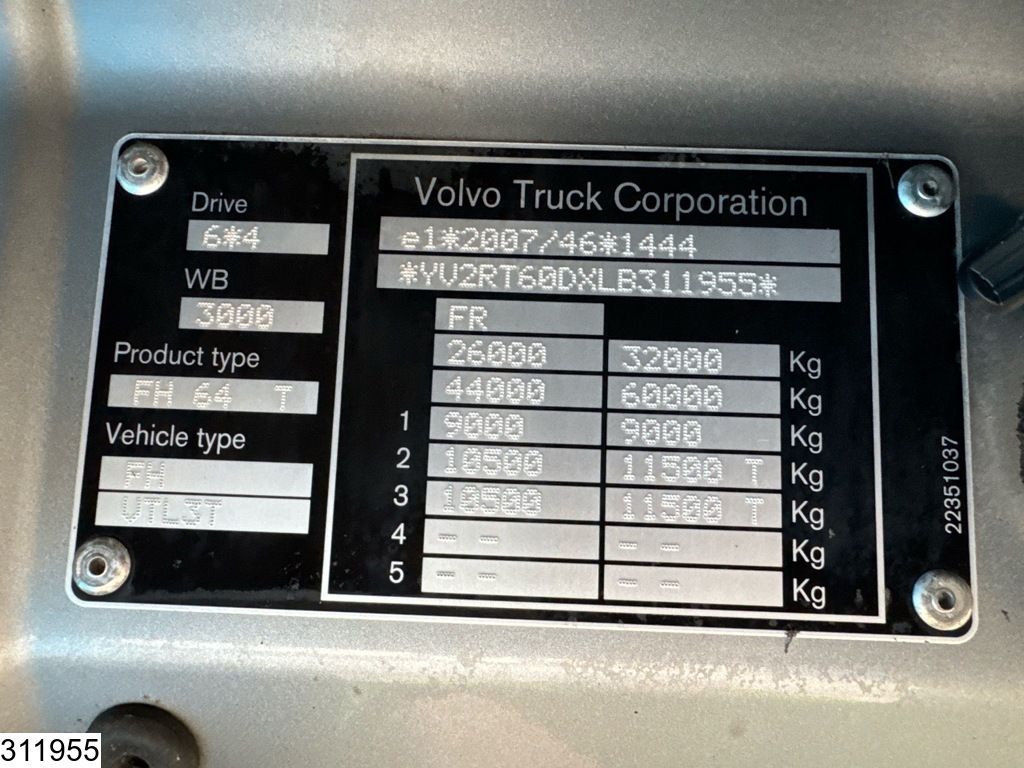 Drive
6*4
WB
3000
Product type
FH 64 T
Vehicle type
FH
VTL3T
Volvo Truck Corporation
e1*2007/46*1444
*YV2RT60DXLB311955*
FR
26000 32000 Kg
44000 60000 Kg
1 9000 9000 Kg
2 10500 11500 T Kg
3 10500 11500 T Kg
4 -- -- -- -- Kg
5 -- -- -- -- Kg
22351037
311955